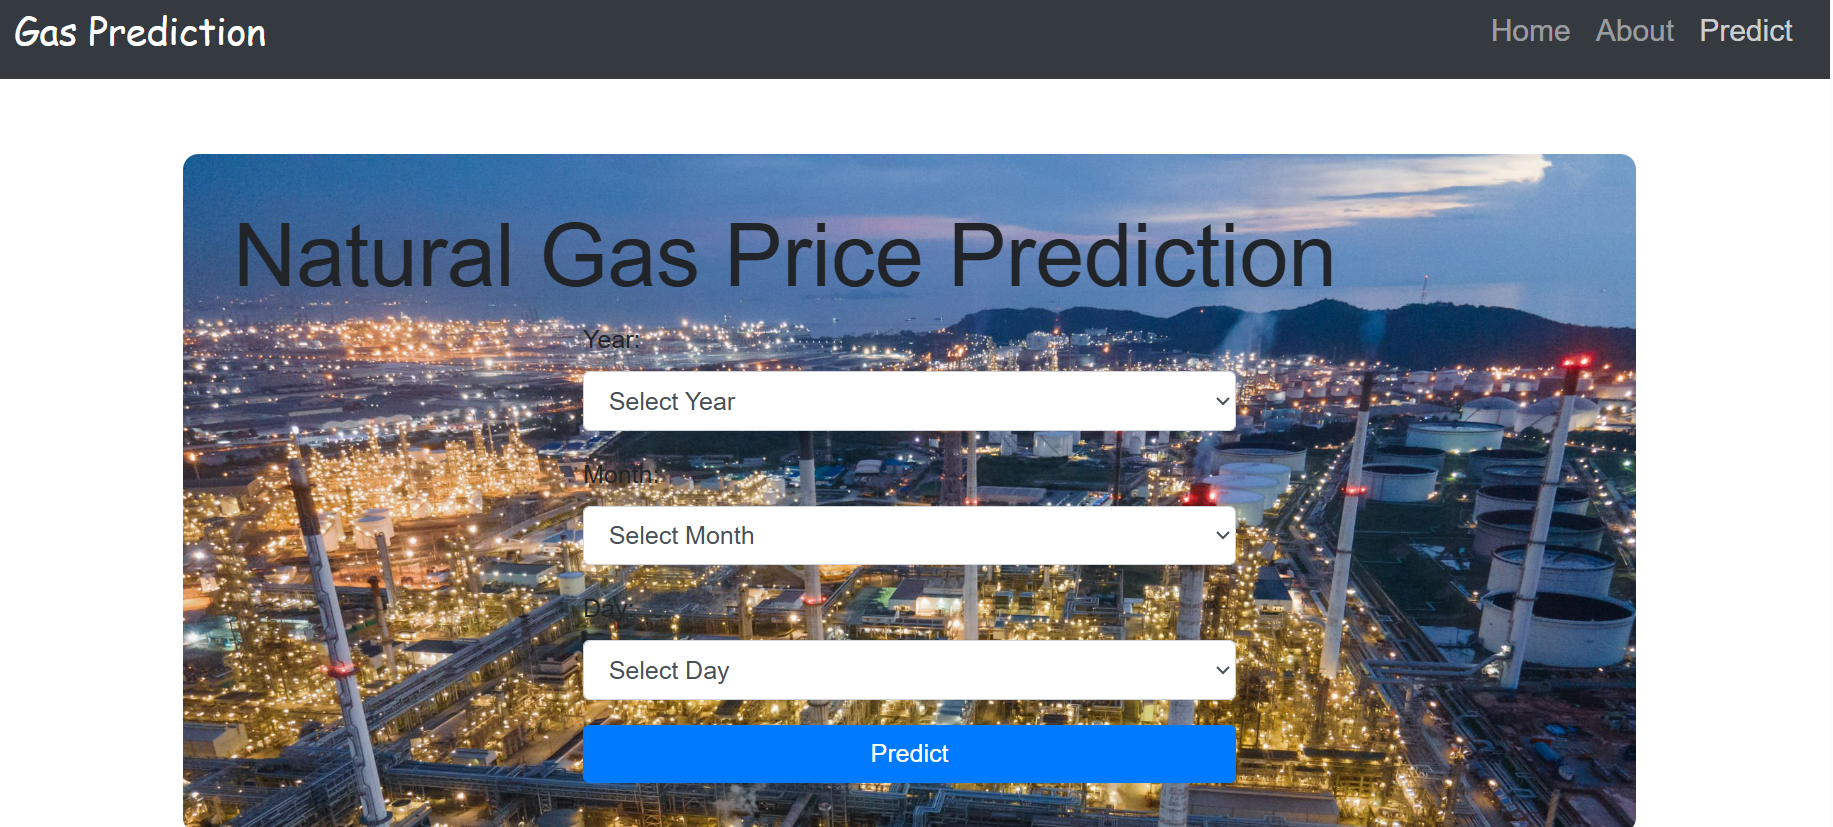 Gas Prediction
Home About Predict
Natural Gas Price Prediction
Year:
Select Year
Month:
Select Month
Day:
Select Day
Predict